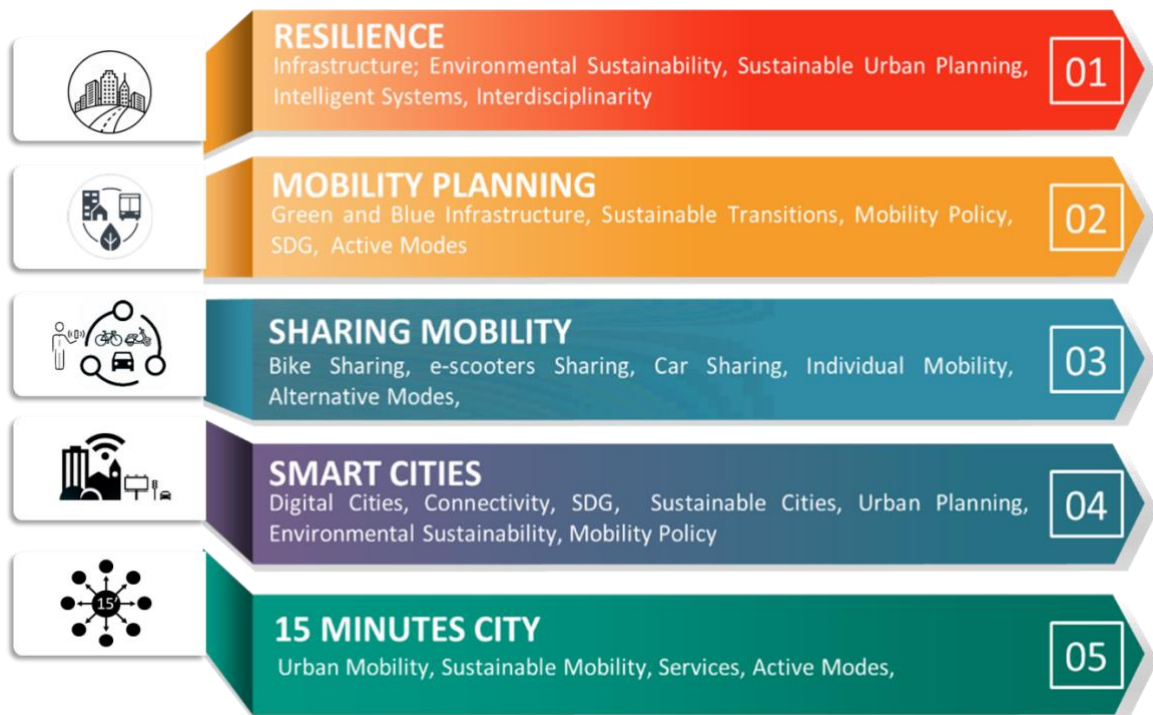 RESILIENCE
Infrastructure; Environmental Sustainability, Sustainable Urban Planning,
Intelligent Systems, Interdisciplinarity
01
MOBILITY PLANNING
Green and Blue Infrastructure, Sustainable Transitions, Mobility Policy,
SDG, Active Modes
02
SHARING MOBILITY
Bike Sharing, e-scooters Sharing, Car Sharing, Individual Mobility,
Alternative Modes,
03
SMART CITIES
Digital Cities, Connectivity, SDG, Sustainable Cities, Urban Planning,
Environmental Sustainability, Mobility Policy
04
15'
15 MINUTES CITY
Urban Mobility, Sustainable Mobility, Services, Active Modes,
05